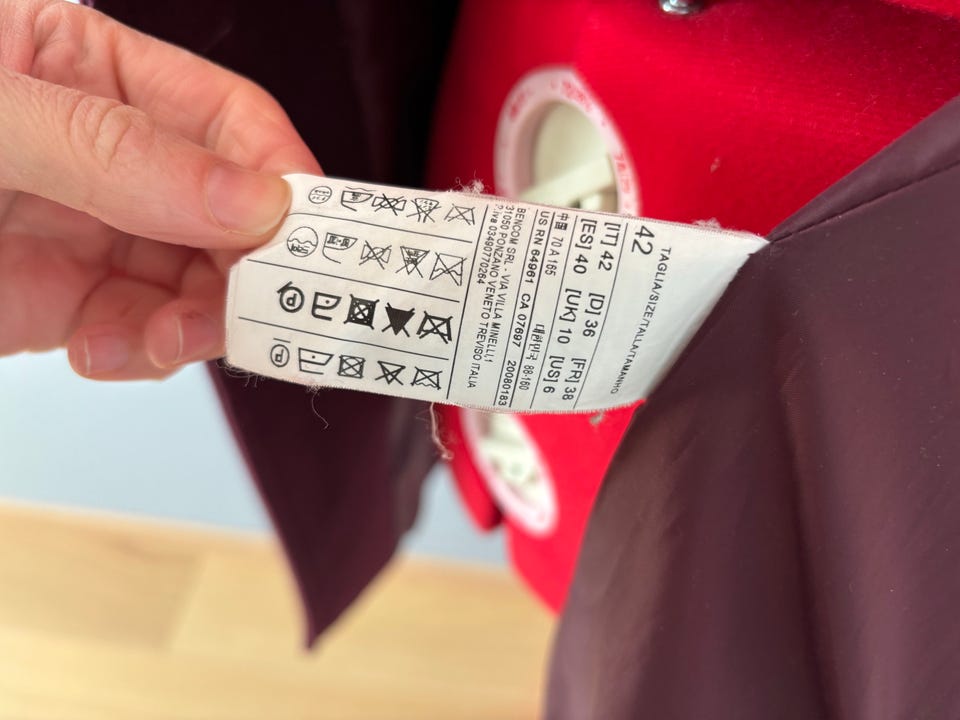 TAGLIA/SIZE/TALLA/TAMANHO
42
[IT] 42 [D] 36 [FR] 38
[ES] 40 [UK] 10 [US] 6
中国 70 A 165 대한민국 88-160
US RN 64961 CA 07697 20080183
BENCOM SRL - VIA VILLA MINELLI,1
31050 PONZANO VENETO TREVISO ITALIA
P.iva 03490770264
P
P